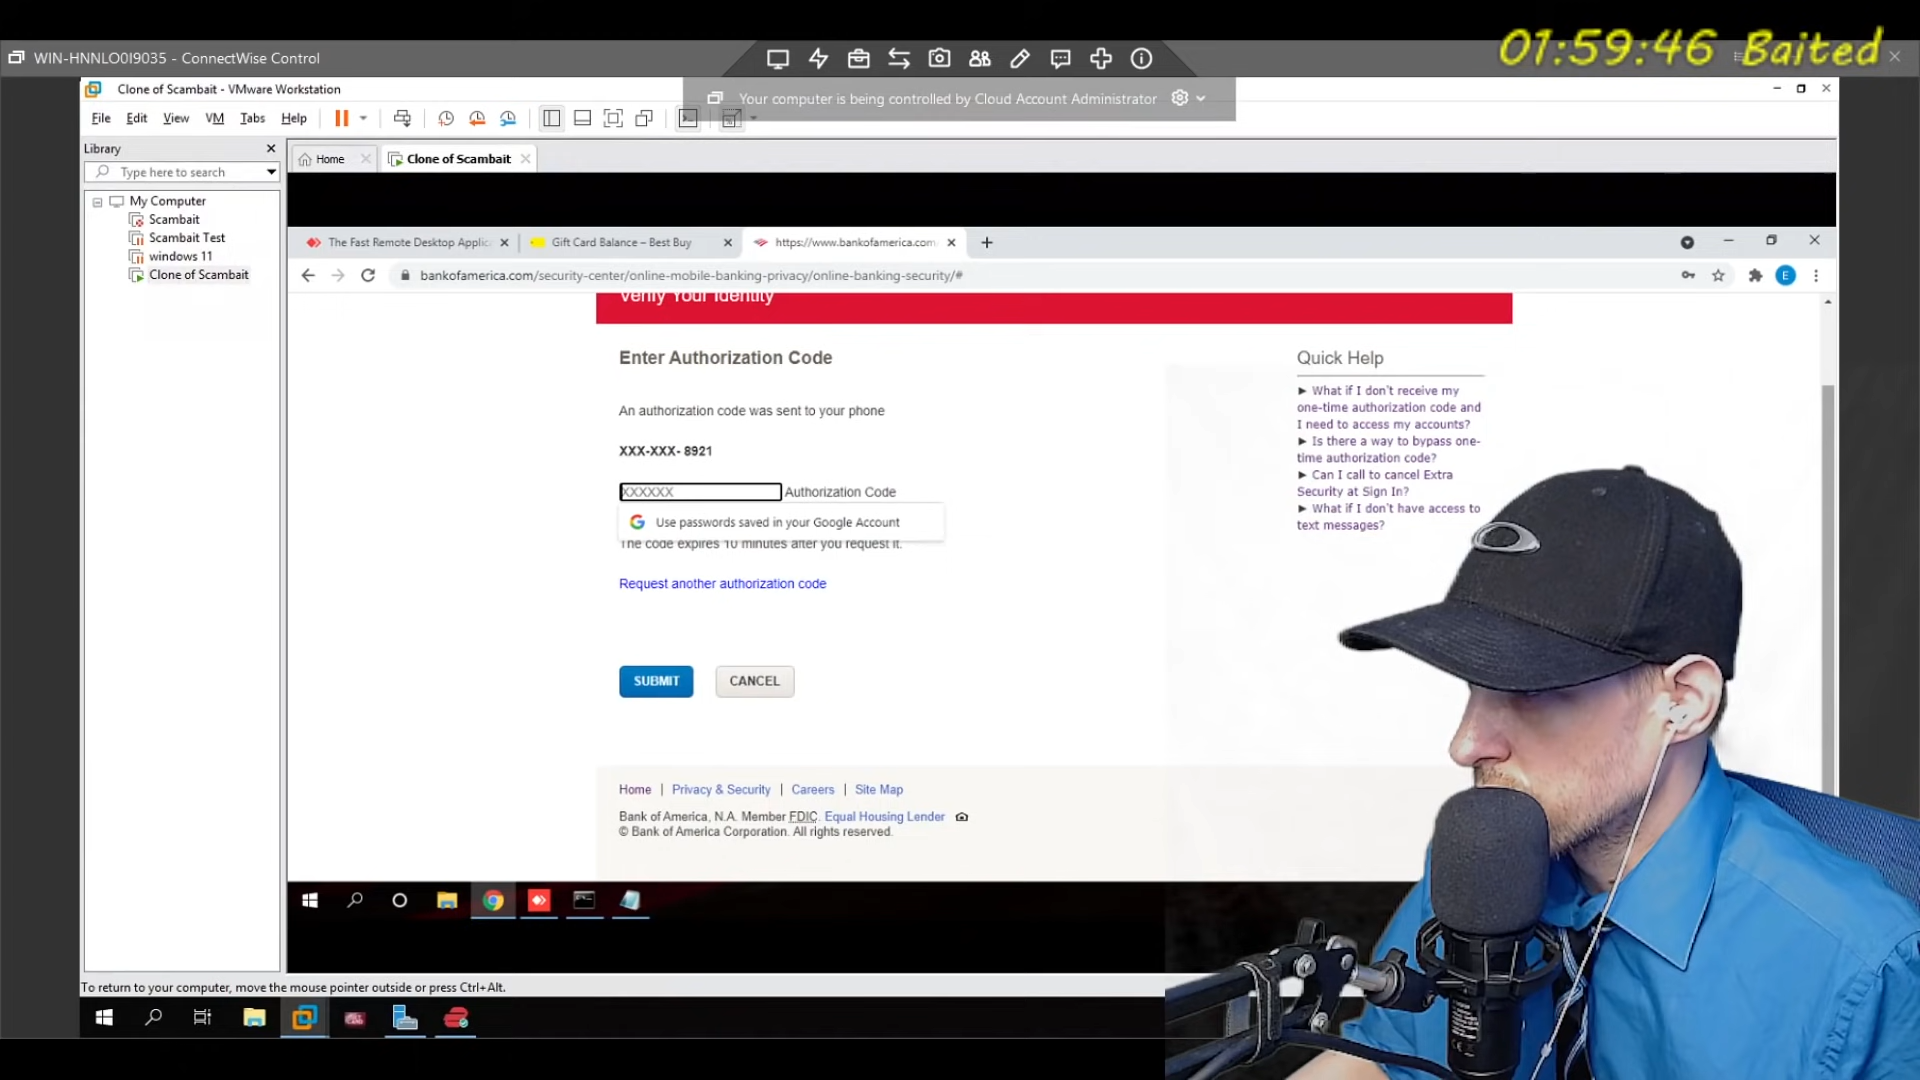 01:59:46 Baited
WIN-HNNLO0I9035 - ConnectWise Control
Clone of Scambait - VMware Workstation
Your computer is being controlled by Cloud Account Administrator
File Edit View VM Tabs Help
Library
Home
Clone of Scambait
Type here to search
My Computer
Scambait
Scambait Test
windows 11
Clone of Scambait
The Fast Remote Desktop Applic
Gift Card Balance – Best Buy
https://www.bankofamerica.com
bankofamerica.com/security-center/online-mobile-banking-privacy/online-banking-security/#
E
Verify Your Identity
Enter Authorization Code
An authorization code was sent to your phone
XXX-XXX- 8921
XXXXXX
Authorization Code
Use passwords saved in your Google Account
The code expires 10 minutes after you request it.
Request another authorization code
SUBMIT
CANCEL
Quick Help
► What if I don't receive my
one-time authorization code and
I need to access my accounts?
► Is there a way to bypass one-
time authorization code?
► Can I call to cancel Extra
Security at Sign In?
► What if I don't have access to
text messages?
Home | Privacy & Security | Careers | Site Map
Bank of America, N.A. Member FDIC. Equal Housing Lender
© Bank of America Corporation. All rights reserved.
To return to your computer, move the mouse pointer outside or press Ctrl+Alt.